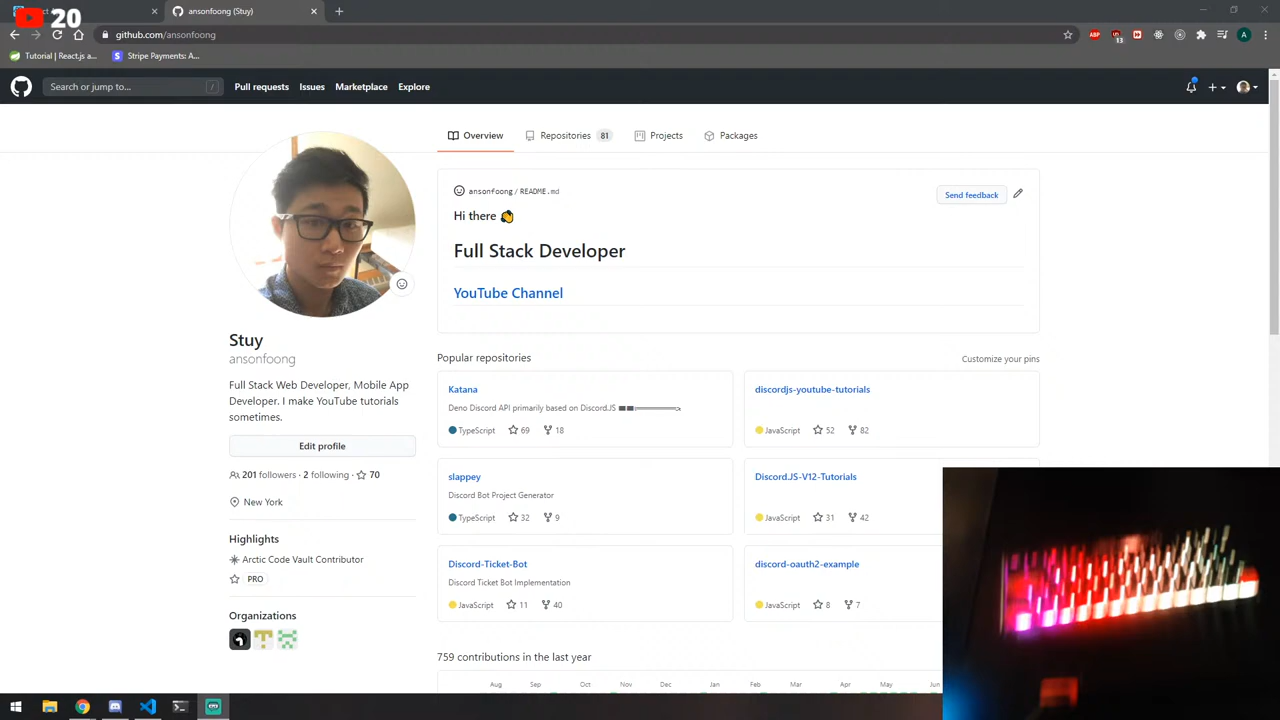 20
ansonfoong (Stuy)
github.com/ansonfoong
ABP
13
A
Tutorial | React.js a...
Stripe Payments: A...
Search or jump to...
/
Pull requests
Issues
Marketplace
Explore
Overview
Repositories 81
Projects
Packages
ansonfoong / README.md
Send feedback
Hi there
Full Stack Developer
YouTube Channel
Stuy
ansonfoong
Full Stack Web Developer, Mobile App
Developer. I make YouTube tutorials
sometimes.
Edit profile
201 followers · 2 following · 70
New York
Highlights
Arctic Code Vault Contributor
PRO
Organizations
Popular repositories
Customize your pins
Katana
Deno Discord API primarily based on Discord.JS
TypeScript 69 18
discordjs-youtube-tutorials
JavaScript 52 82
slappey
Discord Bot Project Generator
TypeScript 32 9
Discord.JS-V12-Tutorials
JavaScript 31 42
Discord-Ticket-Bot
Discord Ticket Bot Implementation
JavaScript 11 40
discord-oauth2-example
JavaScript 8 7
759 contributions in the last year
Aug Sep Oct Nov Dec Jan Feb Mar Apr May Jun